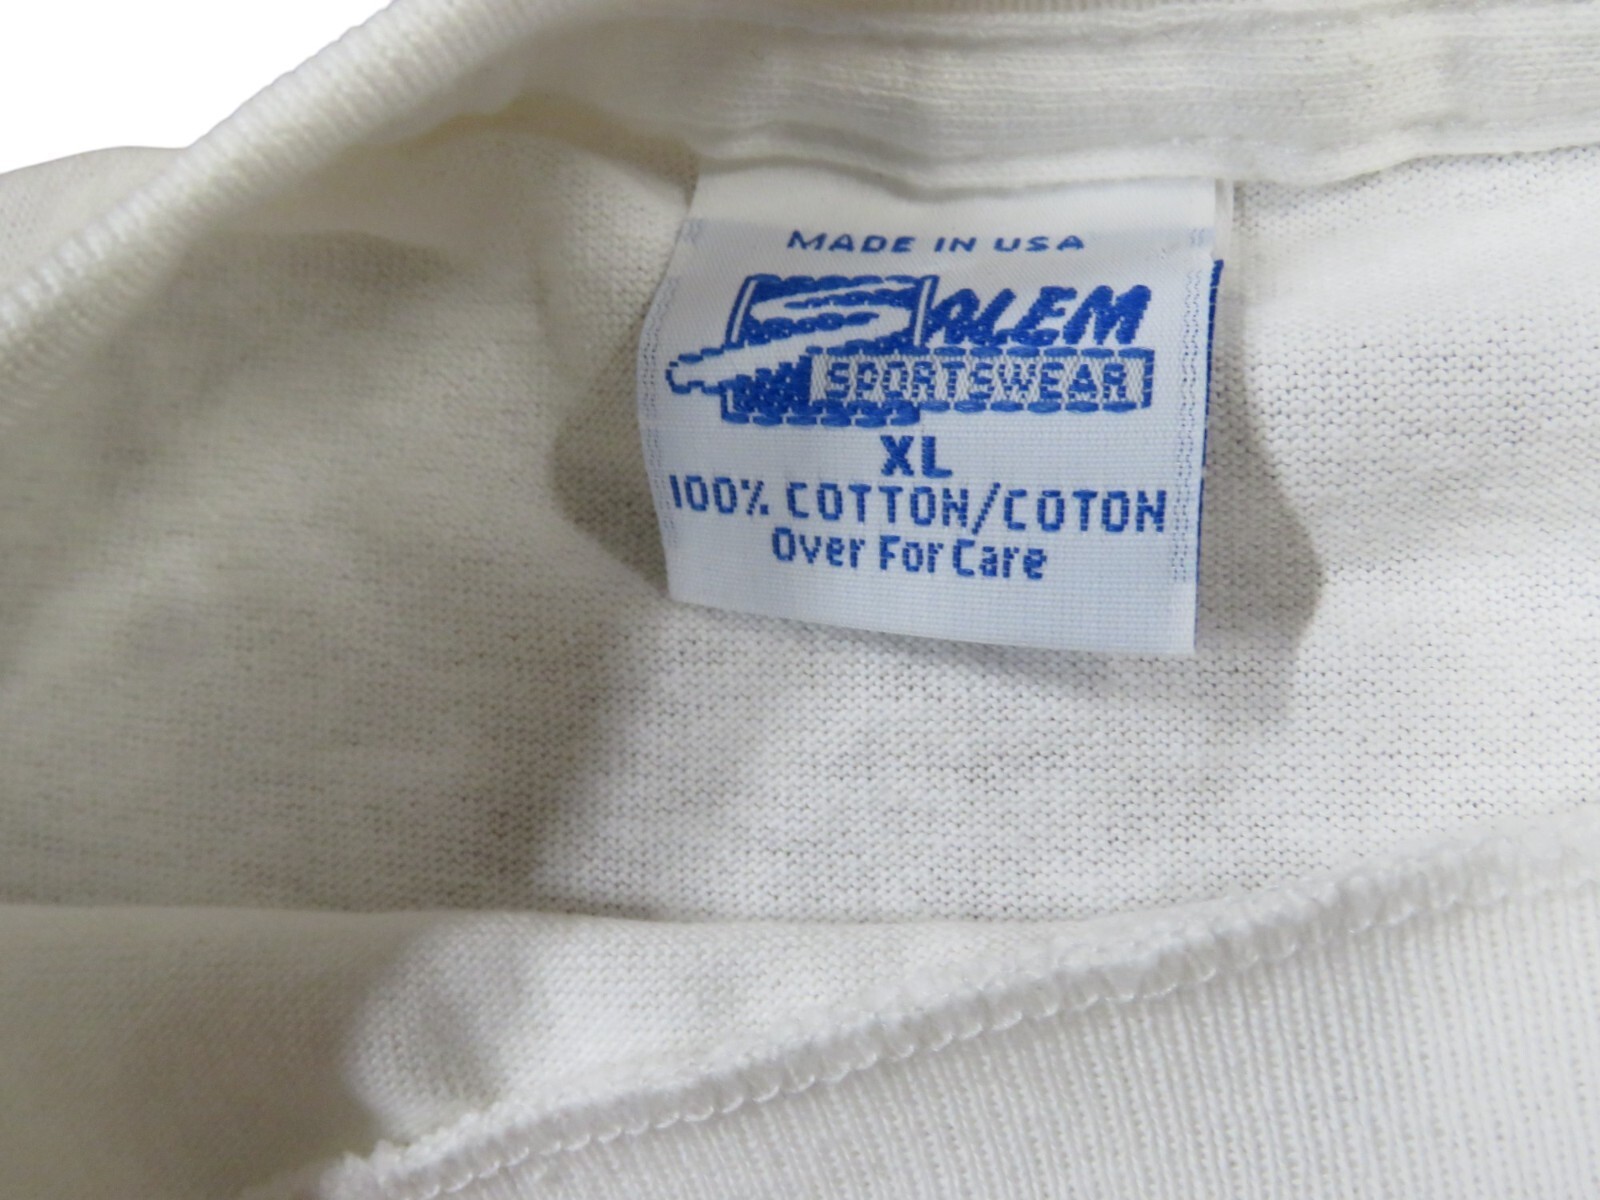 MADE IN USA
SALEM
SPORTSWEAR
XL
100% COTTON/COTON
Over For Care